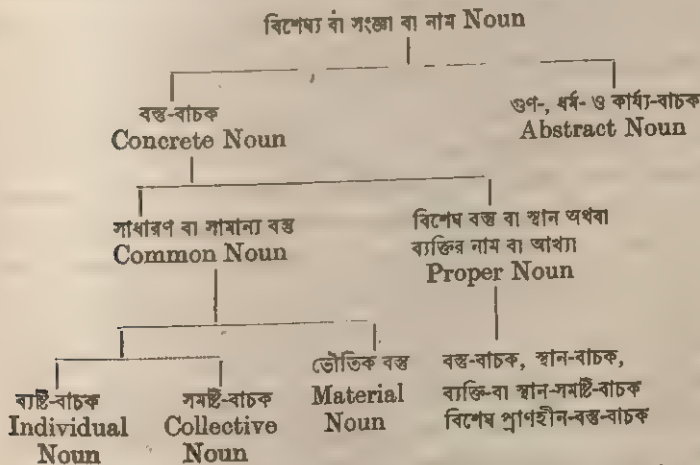 বিশেষ্য বা সংজ্ঞা বা নাম Noun
বস্তু-বাচক
Concrete Noun
গুণ-, ধর্ম- ও কার্য্য-বাচক
Abstract Noun
সাধারণ বা সামান্য বস্তু
Common Noun
বিশেষ বস্তু বা স্থান অথবা
ব্যক্তির নাম বা আখ্যা
Proper Noun
ব্যষ্টি-বাচক
Individual
Noun
সমষ্টি-বাচক
Collective
Noun
ভৌতিক বস্তু
Material
Noun
বস্তু-বাচক, স্থান-বাচক,
ব্যক্তি-বা স্থান-সমষ্টি-বাচক
বিশেষ প্রাণহীন-বস্তু-বাচক